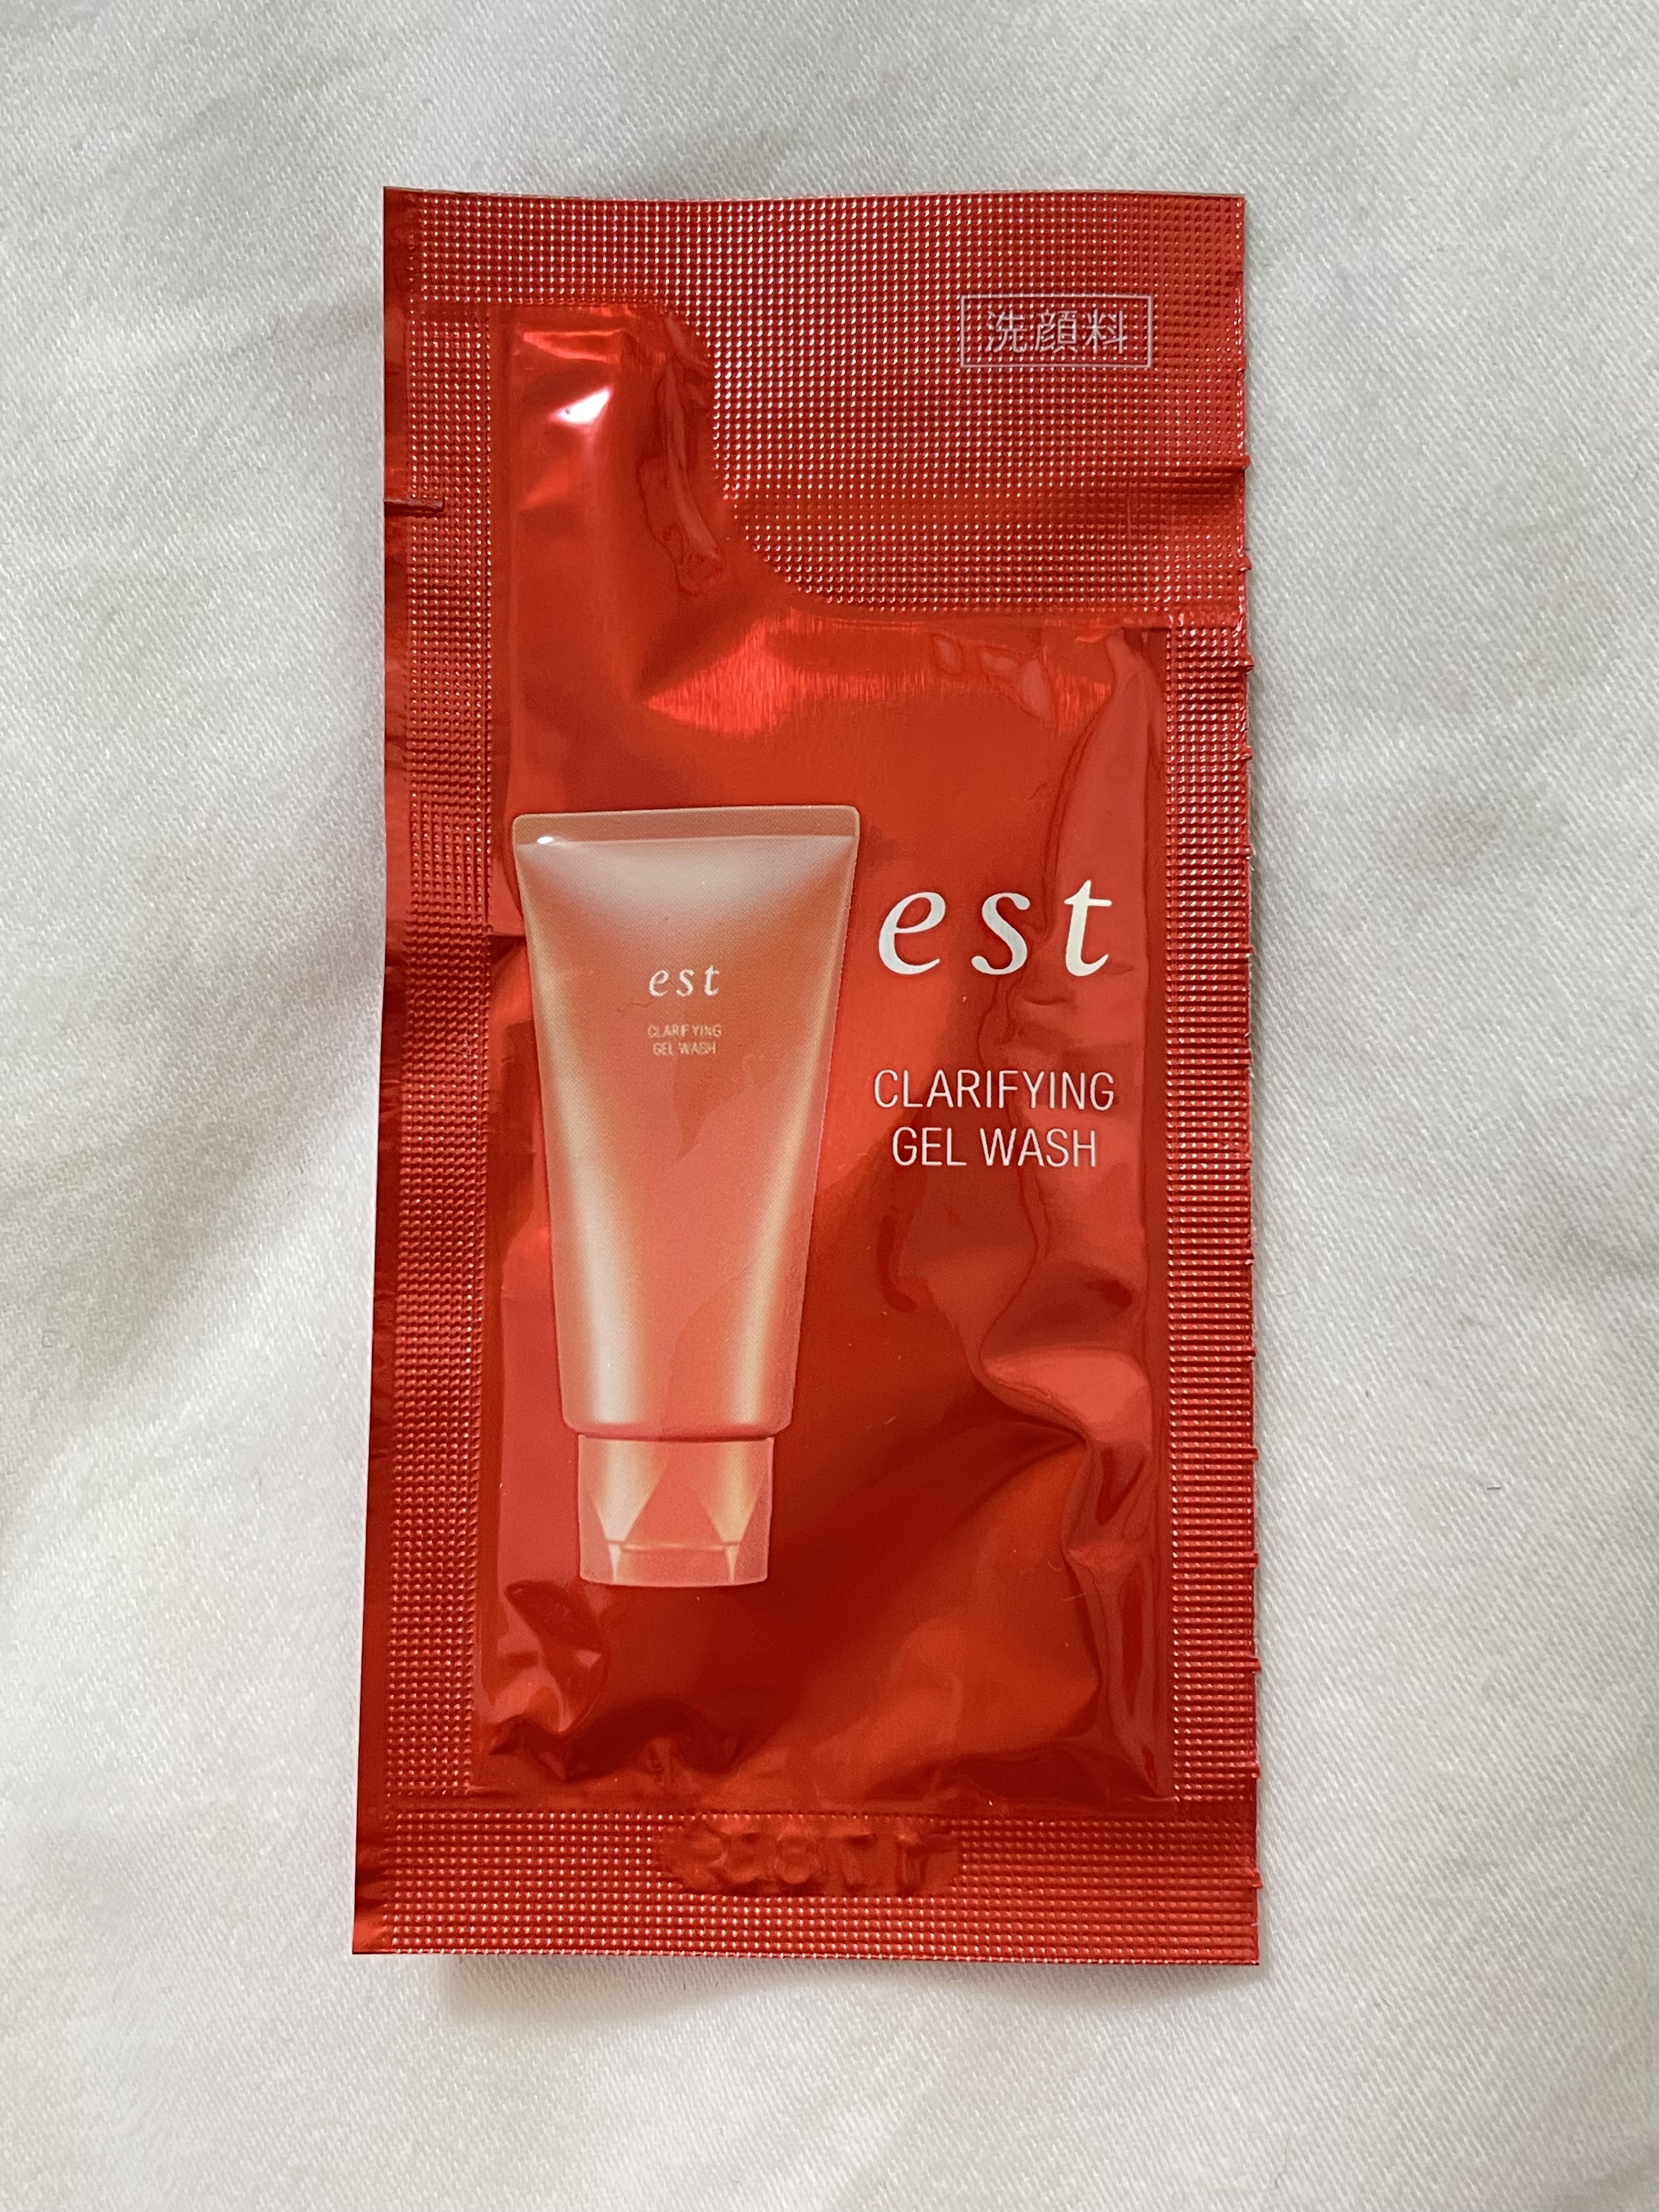 洗顔料
est
CLARIFYING
GEL WASH
est
CLARIFYING
GEL WASH